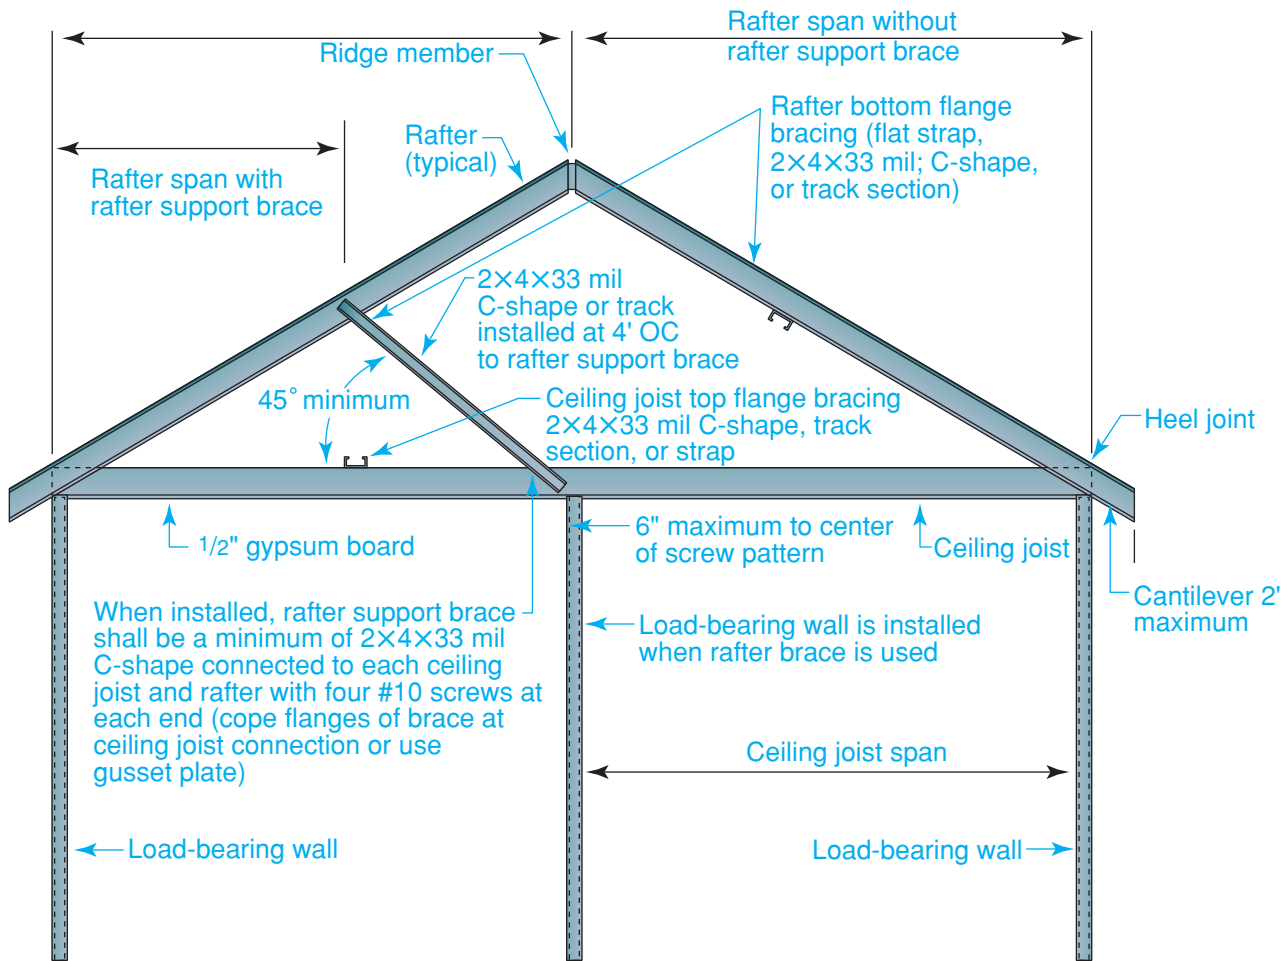 Rafter span without
rafter support brace
Ridge member
Rafter bottom flange
bracing (flat strap,
2×4×33 mil; C-shape,
or track section)
Rafter
(typical)
Rafter span with
rafter support brace
2×4×33 mil
C-shape or track
installed at 4' OC
to rafter support brace
45° minimum
Ceiling joist top flange bracing
2×4×33 mil C-shape, track
section, or strap
Heel joint
1/2" gypsum board
6" maximum to center
of screw pattern
Ceiling joist
Cantilever 2'
maximum
When installed, rafter support brace
shall be a minimum of 2×4×33 mil
C-shape connected to each ceiling
joist and rafter with four #10 screws at
each end (cope flanges of brace at
ceiling joist connection or use
gusset plate)
Load-bearing wall is installed
when rafter brace is used
Ceiling joist span
Load-bearing wall
Load-bearing wall